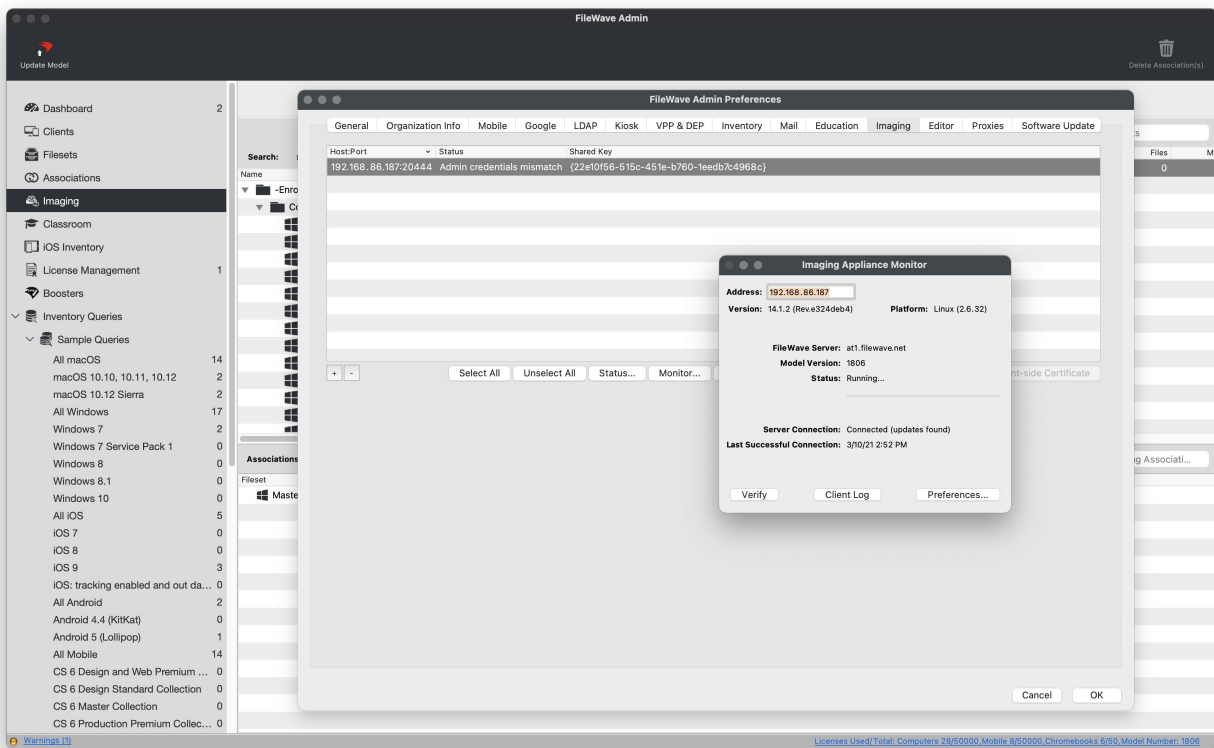 FileWave Admin
Update Model
Delete Association(s)
Dashboard 2
Clients
Filesets
Associations
Imaging
Classroom
iOS Inventory
License Management 1
Boosters
Inventory Queries
Sample Queries
All macOS 14
macOS 10.10, 10.11, 10.12 2
macOS 10.12 Sierra 2
All Windows 17
Windows 7 2
Windows 7 Service Pack 1 0
Windows 8 0
Windows 8.1 0
Windows 10 0
All iOS 5
iOS 7 0
iOS 8 0
iOS 9 3
iOS: tracking enabled and out da... 0
All Android 2
Android 4.4 (KitKat) 0
Android 5 (Lollipop) 1
All Mobile 14
CS 6 Design and Web Premium ... 0
CS 6 Design Standard Collection 0
CS 6 Master Collection 0
CS 6 Production Premium Collec... 0
Search:
Name
-Enro
Co
Associations
Fileset
Maste
Files M
0
g Associati...
FileWave Admin Preferences
General Organization Info Mobile Google LDAP Kiosk VPP & DEP Inventory Mail Education Imaging Editor Proxies Software Update
Host:Port Status Shared Key
192.168.86.187:20444 Admin credentials mismatch {22e10f56-515c-451e-b760-1eedb7c4968c}
+ - Select All Unselect All Status... Monitor... nt-side Certificate
Imaging Appliance Monitor
Address: 192.168.86.187
Version: 14.1.2 (Rev.e324deb4) Platform: Linux (2.6.32)
FileWave Server: at1.filewave.net
Model Version: 1806
Status: Running...
Server Connection: Connected (updates found)
Last Successful Connection: 3/10/21 2:52 PM
Verify Client Log Preferences...
Cancel OK
Warnings (1)
Licenses Used/Total: Computers 28/50000,Mobile 8/50000,Chromebooks 6/50,Model Number: 1806